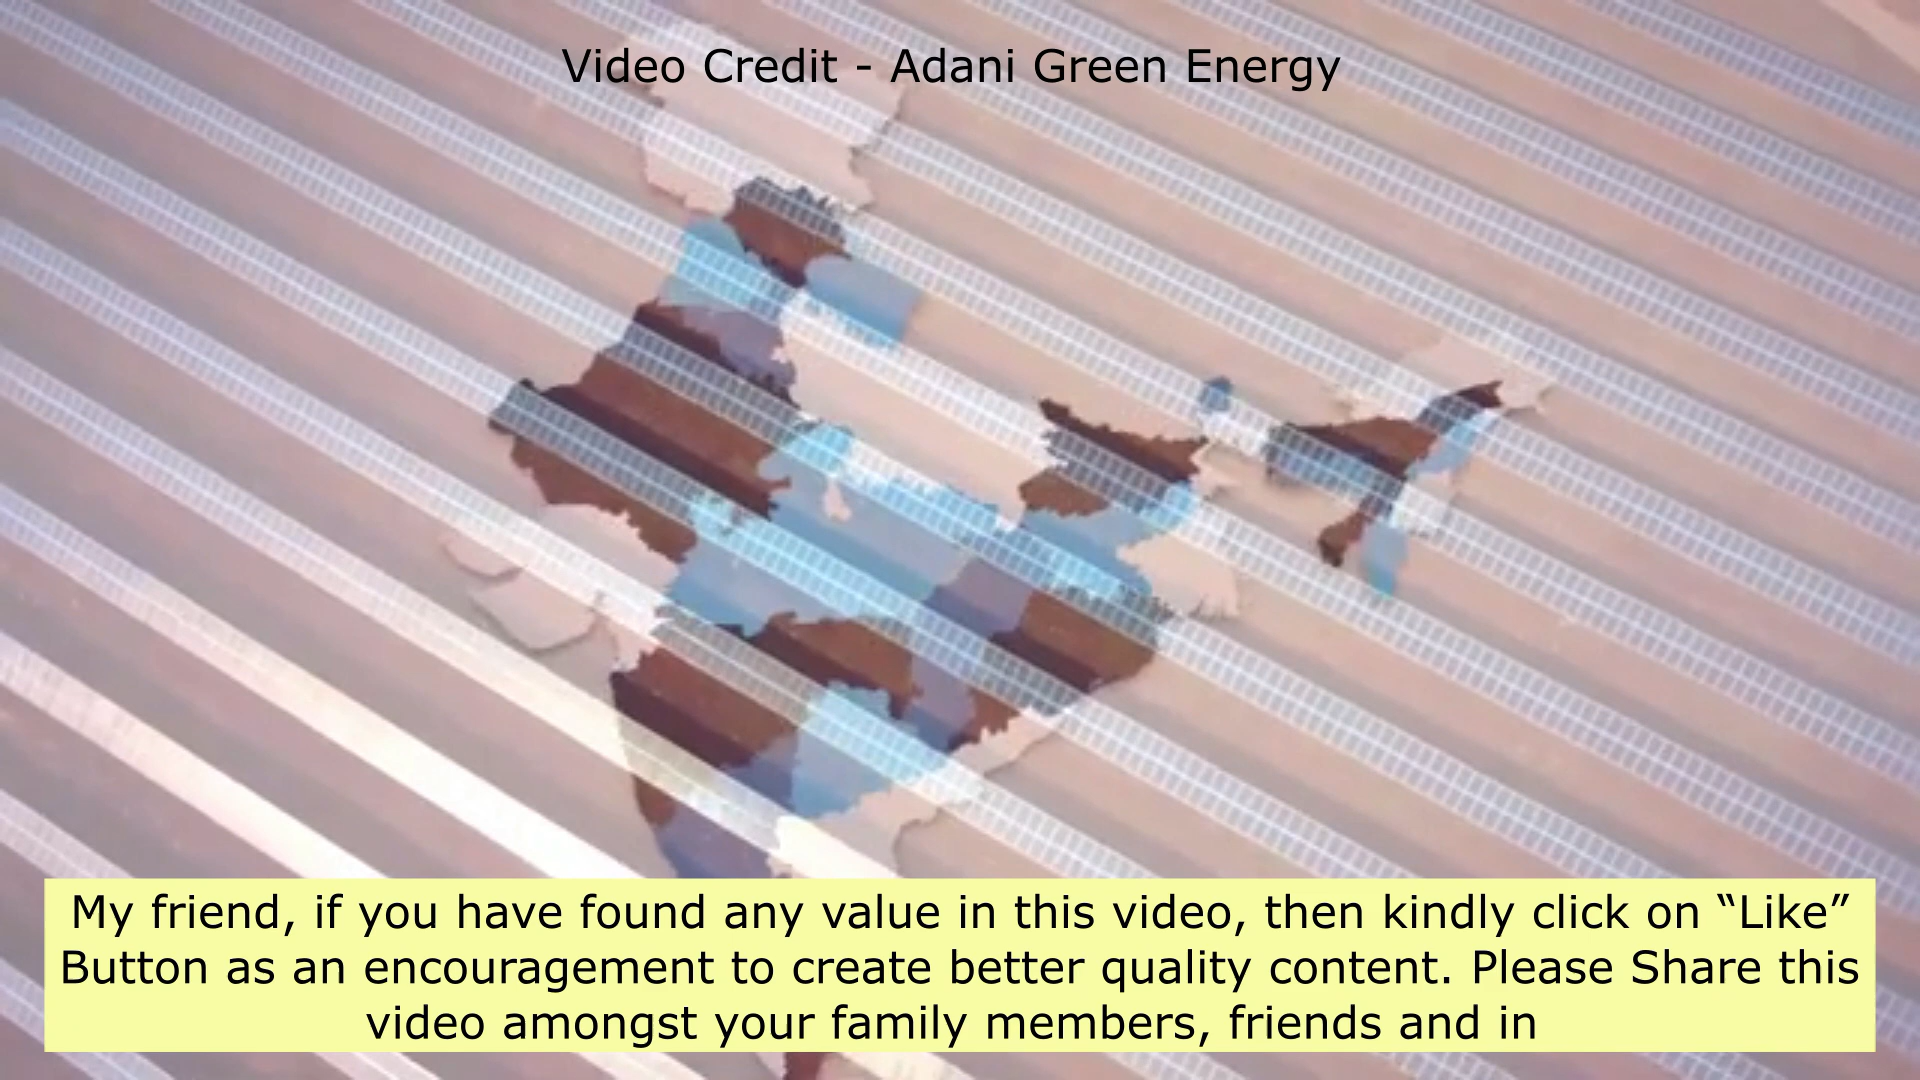 Video Credit - Adani Green Energy
My friend, if you have found any value in this video, then kindly click on “Like”
Button as an encouragement to create better quality content. Please Share this
video amongst your family members, friends and in